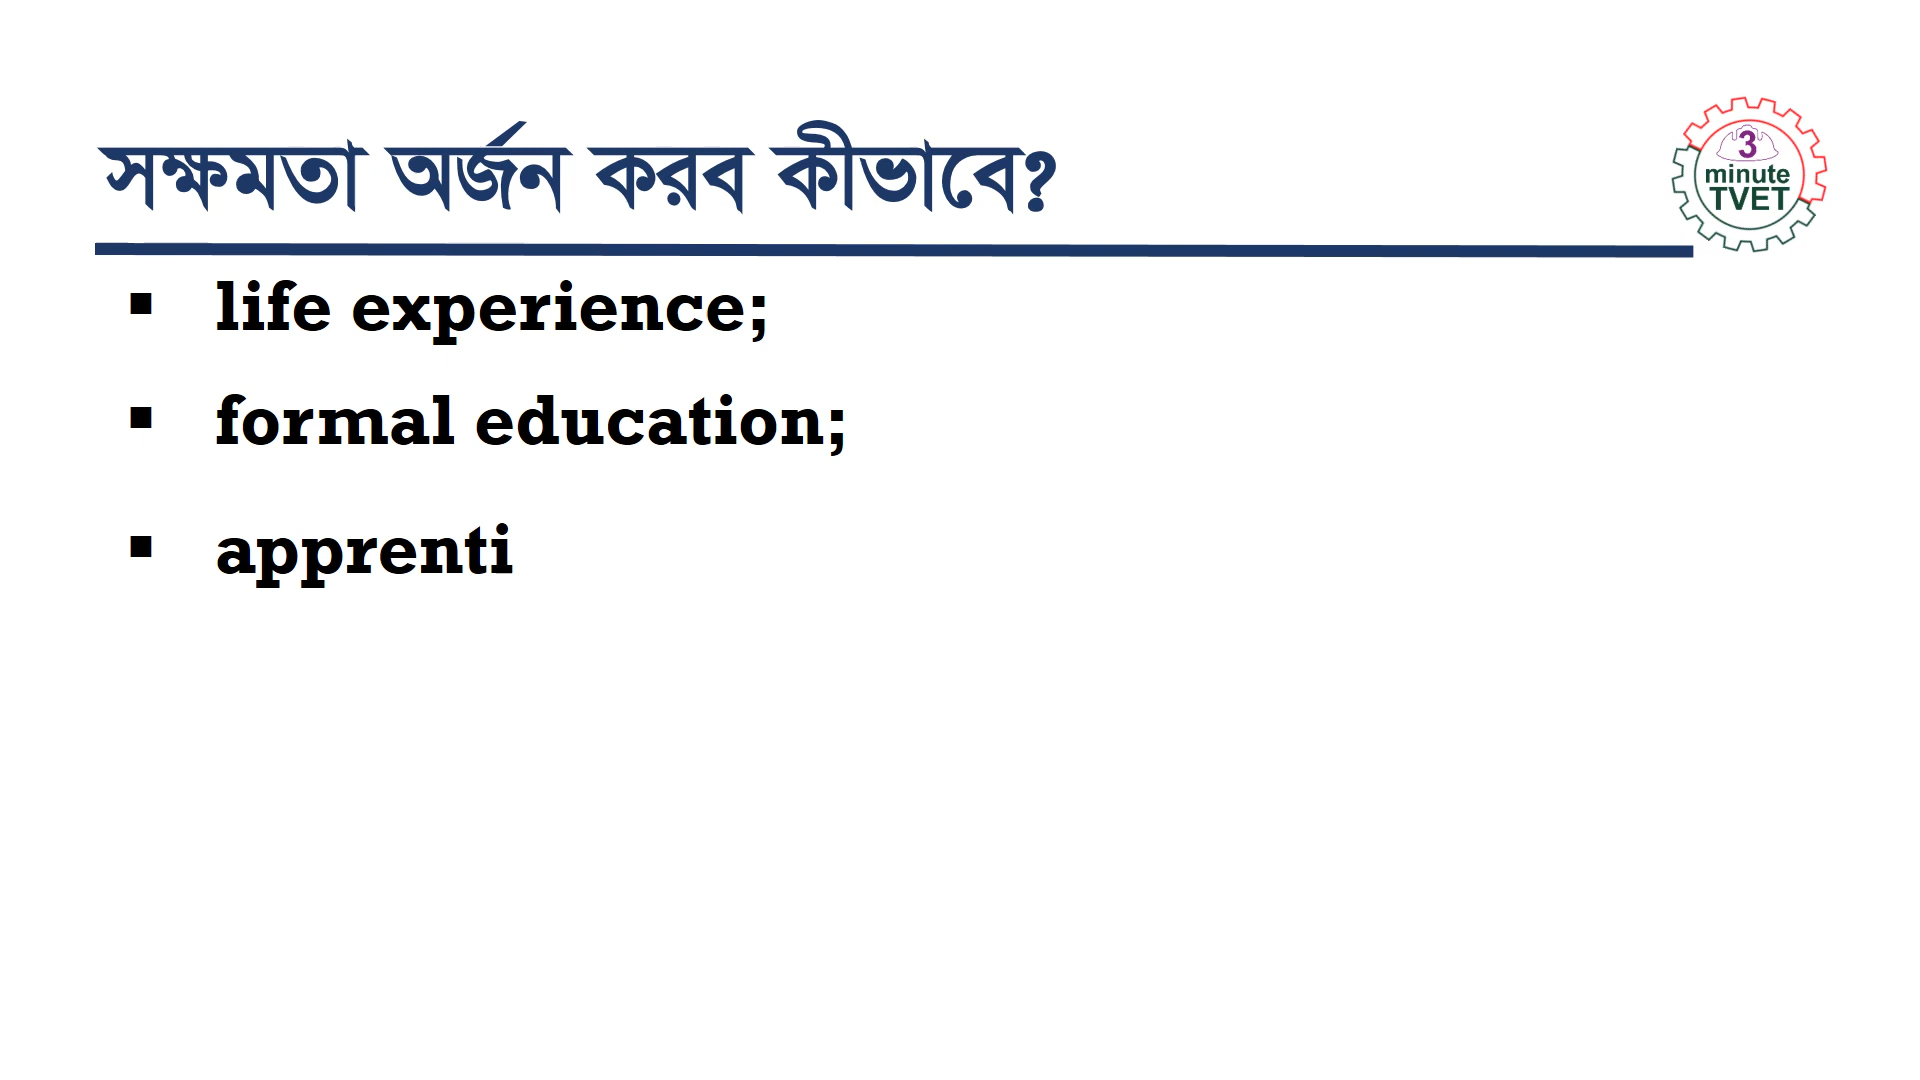 সক্ষমতা অর্জন করব কীভাবে?
3
minute
TVET
▪ life experience;
▪ formal education;
▪ apprenti